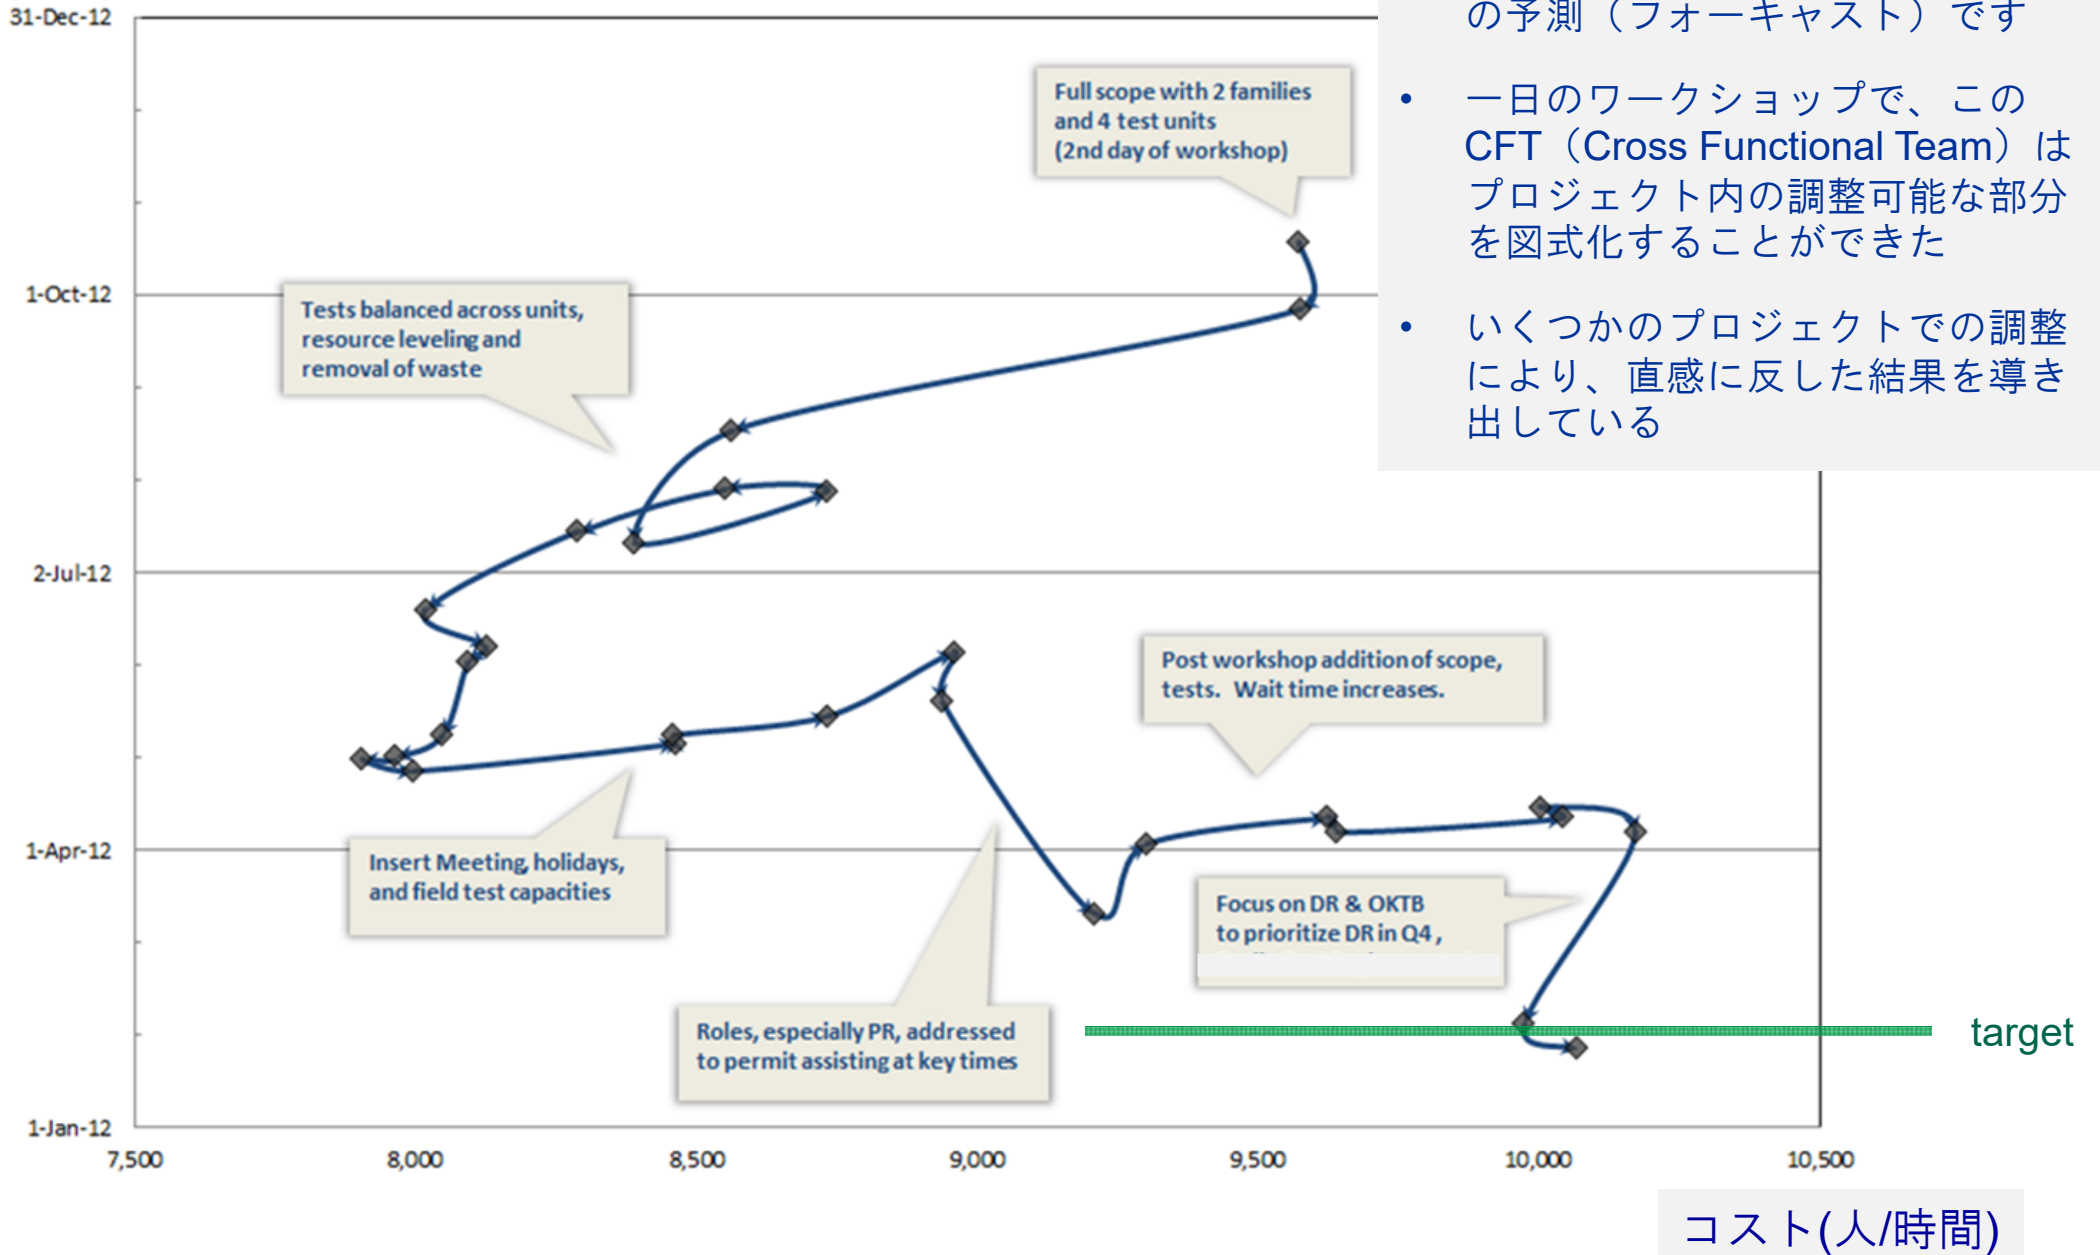 31-Dec-12
の予測（フォーキャスト）です
Full scope with 2 families
and 4 test units
(2nd day of workshop)
• 一日のワークショップで、この
CFT（Cross Functional Team）は
プロジェクト内の調整可能な部分
を図式化することができた
1-Oct-12
Tests balanced across units,
resource leveling and
removal of waste
• いくつかのプロジェクトでの調整
により、直感に反した結果を導き
出している
2-Jul-12
Post workshop addition of scope,
tests. Wait time increases.
1-Apr-12
Insert Meeting, holidays,
and field test capacities
Focus on DR & OKTB
to prioritize DR in Q4 ,
Roles, especially PR, addressed
to permit assisting at key times
target
1-Jan-12
7,500 8,000 8,500 9,000 9,500 10,000 10,500
コスト(人/時間)